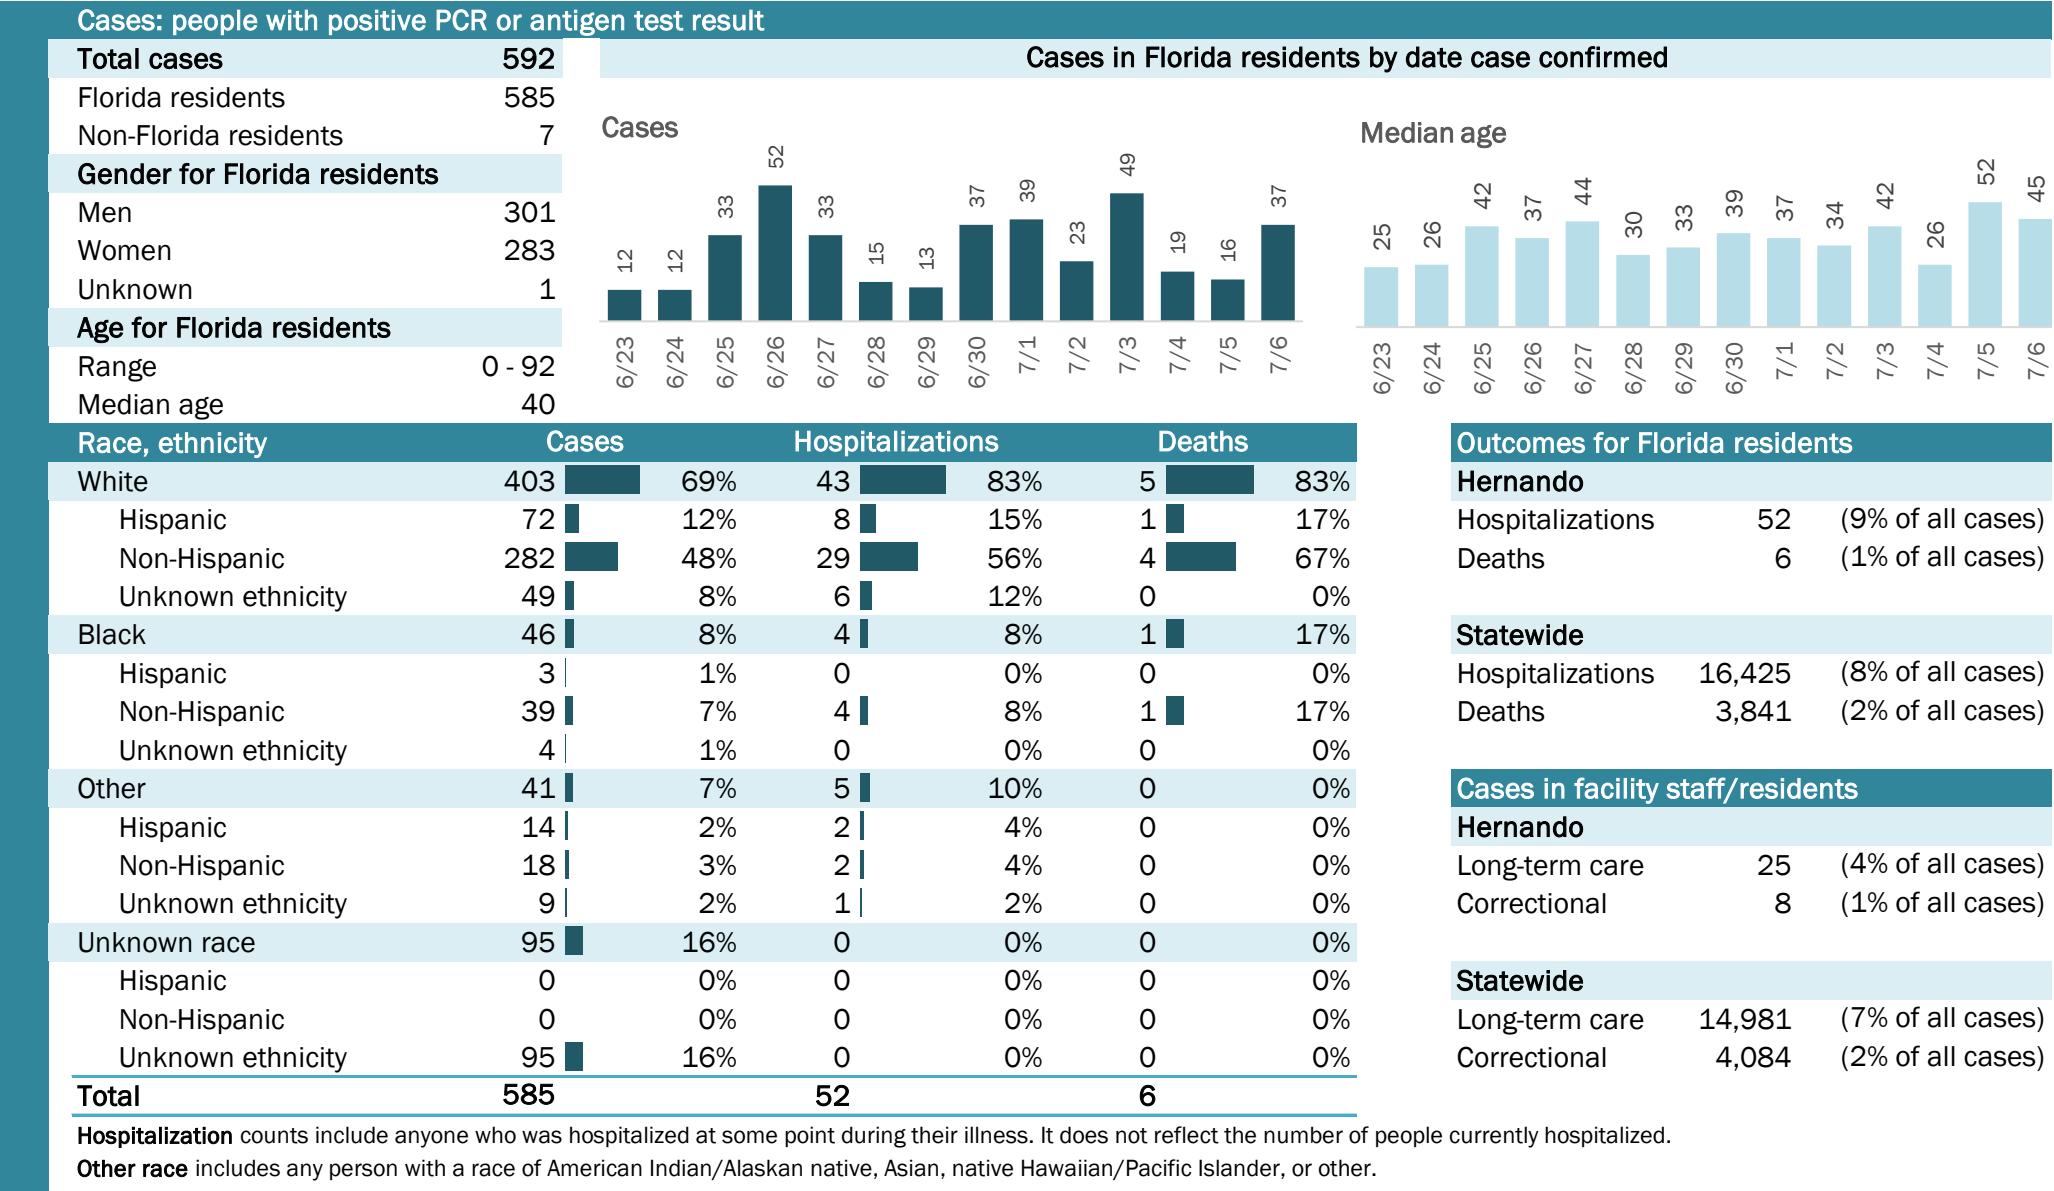 Cases: people with positive PCR or antigen test result
Total cases 592
Florida residents 585
Non-Florida residents 7
Gender for Florida residents
Men 301
Women 283
Unknown 1
Age for Florida residents
Range 0 - 92
Median age 40
Cases in Florida residents by date case confirmed
Cases
12 12 33 52 33 15 13 37 39 23 49 19 16 37
6/23 6/24 6/25 6/26 6/27 6/28 6/29 6/30 7/1 7/2 7/3 7/4 7/5 7/6
Median age
25 26 42 37 44 30 33 39 37 34 42 26 52 45
6/23 6/24 6/25 6/26 6/27 6/28 6/29 6/30 7/1 7/2 7/3 7/4 7/5 7/6
Race, ethnicity Cases Hospitalizations Deaths
White 403 69% 43 83% 5 83%
Hispanic 72 12% 8 15% 1 17%
Non-Hispanic 282 48% 29 56% 4 67%
Unknown ethnicity 49 8% 6 12% 0 0%
Black 46 8% 4 8% 1 17%
Hispanic 3 1% 0 0% 0 0%
Non-Hispanic 39 7% 4 8% 1 17%
Unknown ethnicity 4 1% 0 0% 0 0%
Other 41 7% 5 10% 0 0%
Hispanic 14 2% 2 4% 0 0%
Non-Hispanic 18 3% 2 4% 0 0%
Unknown ethnicity 9 2% 1 2% 0 0%
Unknown race 95 16% 0 0% 0 0%
Hispanic 0 0% 0 0% 0 0%
Non-Hispanic 0 0% 0 0% 0 0%
Unknown ethnicity 95 16% 0 0% 0 0%
Total 585 52 6
Outcomes for Florida residents
Hernando
Hospitalizations 52 (9% of all cases)
Deaths 6 (1% of all cases)
Statewide
Hospitalizations 16,425 (8% of all cases)
Deaths 3,841 (2% of all cases)
Cases in facility staff/residents
Hernando
Long-term care 25 (4% of all cases)
Correctional 8 (1% of all cases)
Statewide
Long-term care 14,981 (7% of all cases)
Correctional 4,084 (2% of all cases)
Hospitalization counts include anyone who was hospitalized at some point during their illness. It does not reflect the number of people currently hospitalized.
Other race includes any person with a race of American Indian/Alaskan native, Asian, native Hawaiian/Pacific Islander, or other.